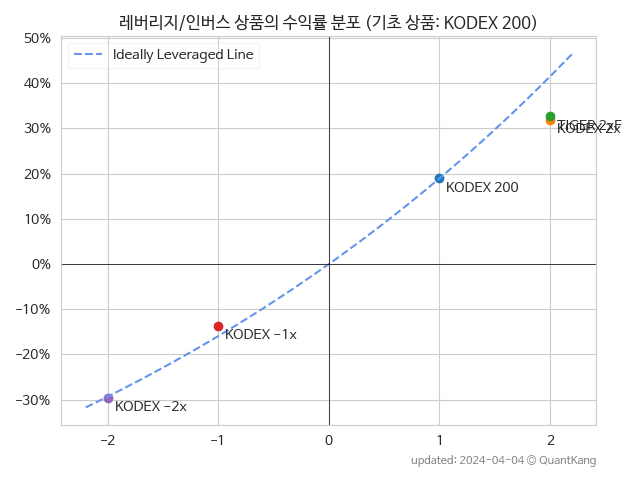 레버리지/인버스 상품의 수익률 분포 (기초 상품: KODEX 200)
50%
Ideally Leveraged Line
40%
30%
TIGER 2xF
KODEX 2x
20%
KODEX 200
10%
0%
−10%
KODEX −1x
−20%
−30%
KODEX −2x
−2 −1 0 1 2
updated: 2024-04-04 © QuantKang